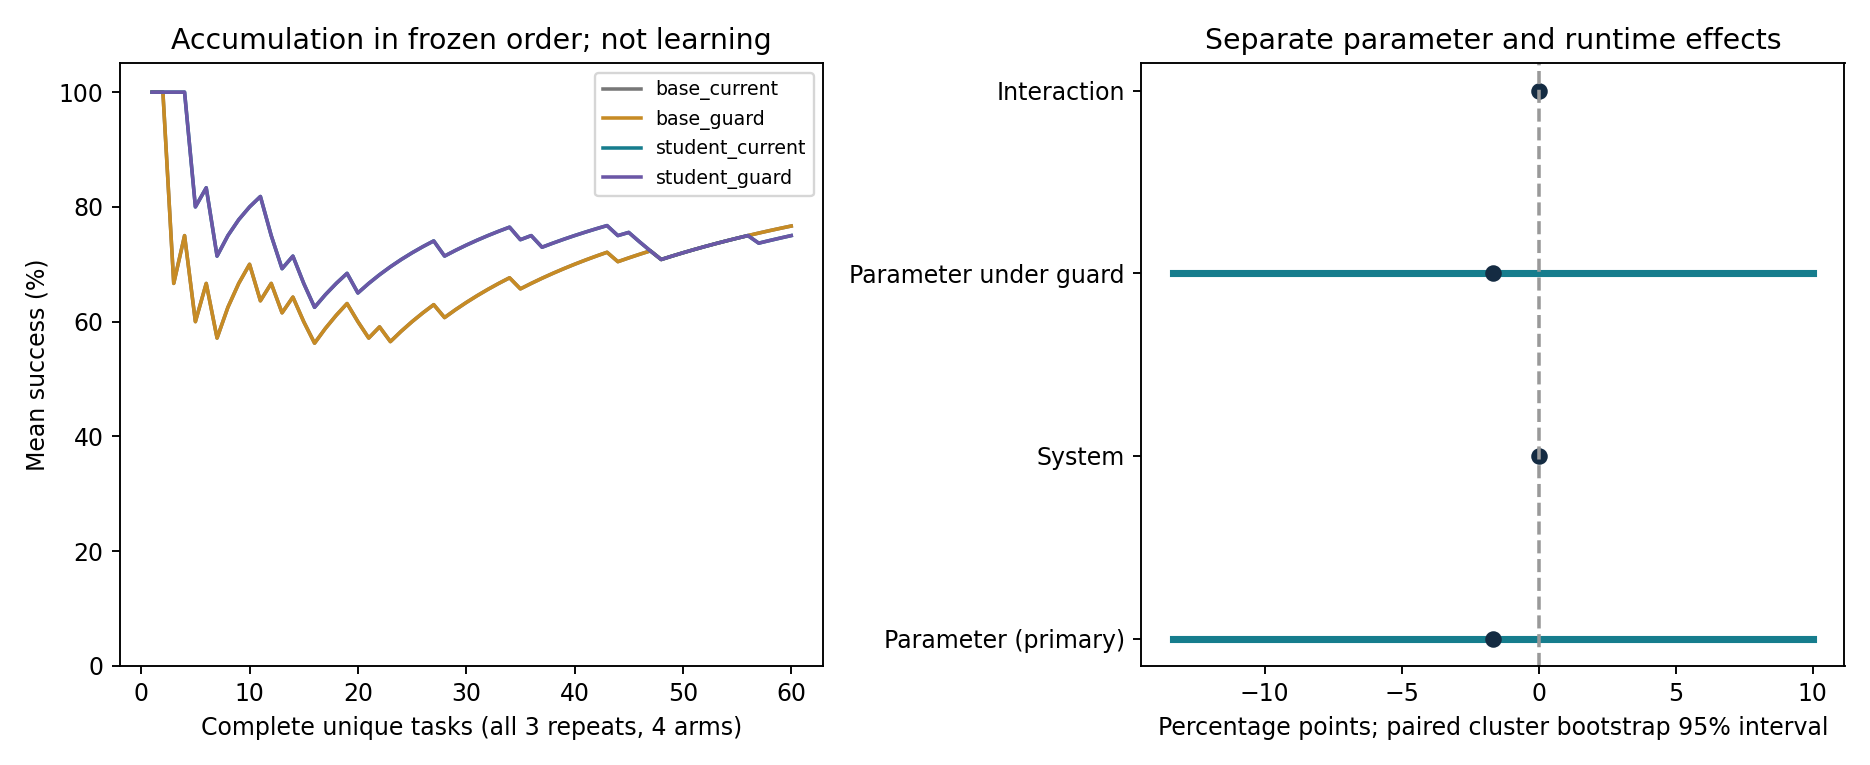 Accumulation in frozen order; not learning
Mean success (%)
100
80
60
40
20
0
base_current
base_guard
student_current
student_guard
0 10 20 30 40 50 60
Complete unique tasks (all 3 repeats, 4 arms)
Separate parameter and runtime effects
Interaction
Parameter under guard
System
Parameter (primary)
−10 −5 0 5 10
Percentage points; paired cluster bootstrap 95% interval